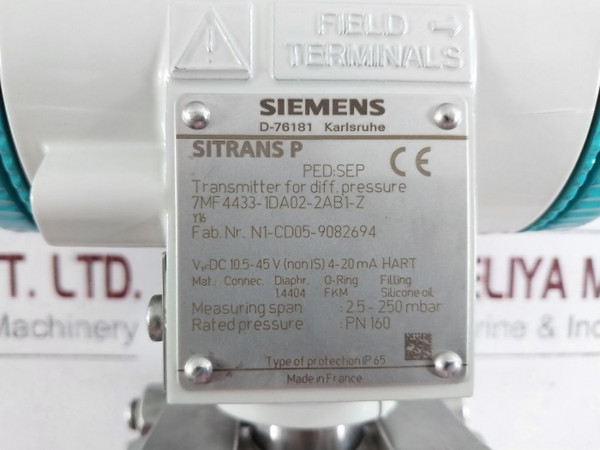 FIELD
TERMINALS
SIEMENS
D-76181 Karlsruhe
SITRANS P
PED:SEP CE
Transmitter for diff. pressure
7MF4433-1DA02-2AB1-Z
Y16
Fab. Nr. N1-CD05-9082694
DC 10,5-45 V (non IS) 4-20 mA HART
Mat.: Connec. Diaphr. O-Ring Filling
1.4404 FKM Silicone oil
Measuring span : 2.5 - 250 mbar
Rated pressure : PN 160
Type of protection IP 65
Made in France
T. LTD.
Machinery
ELIYA M
rine & Ind